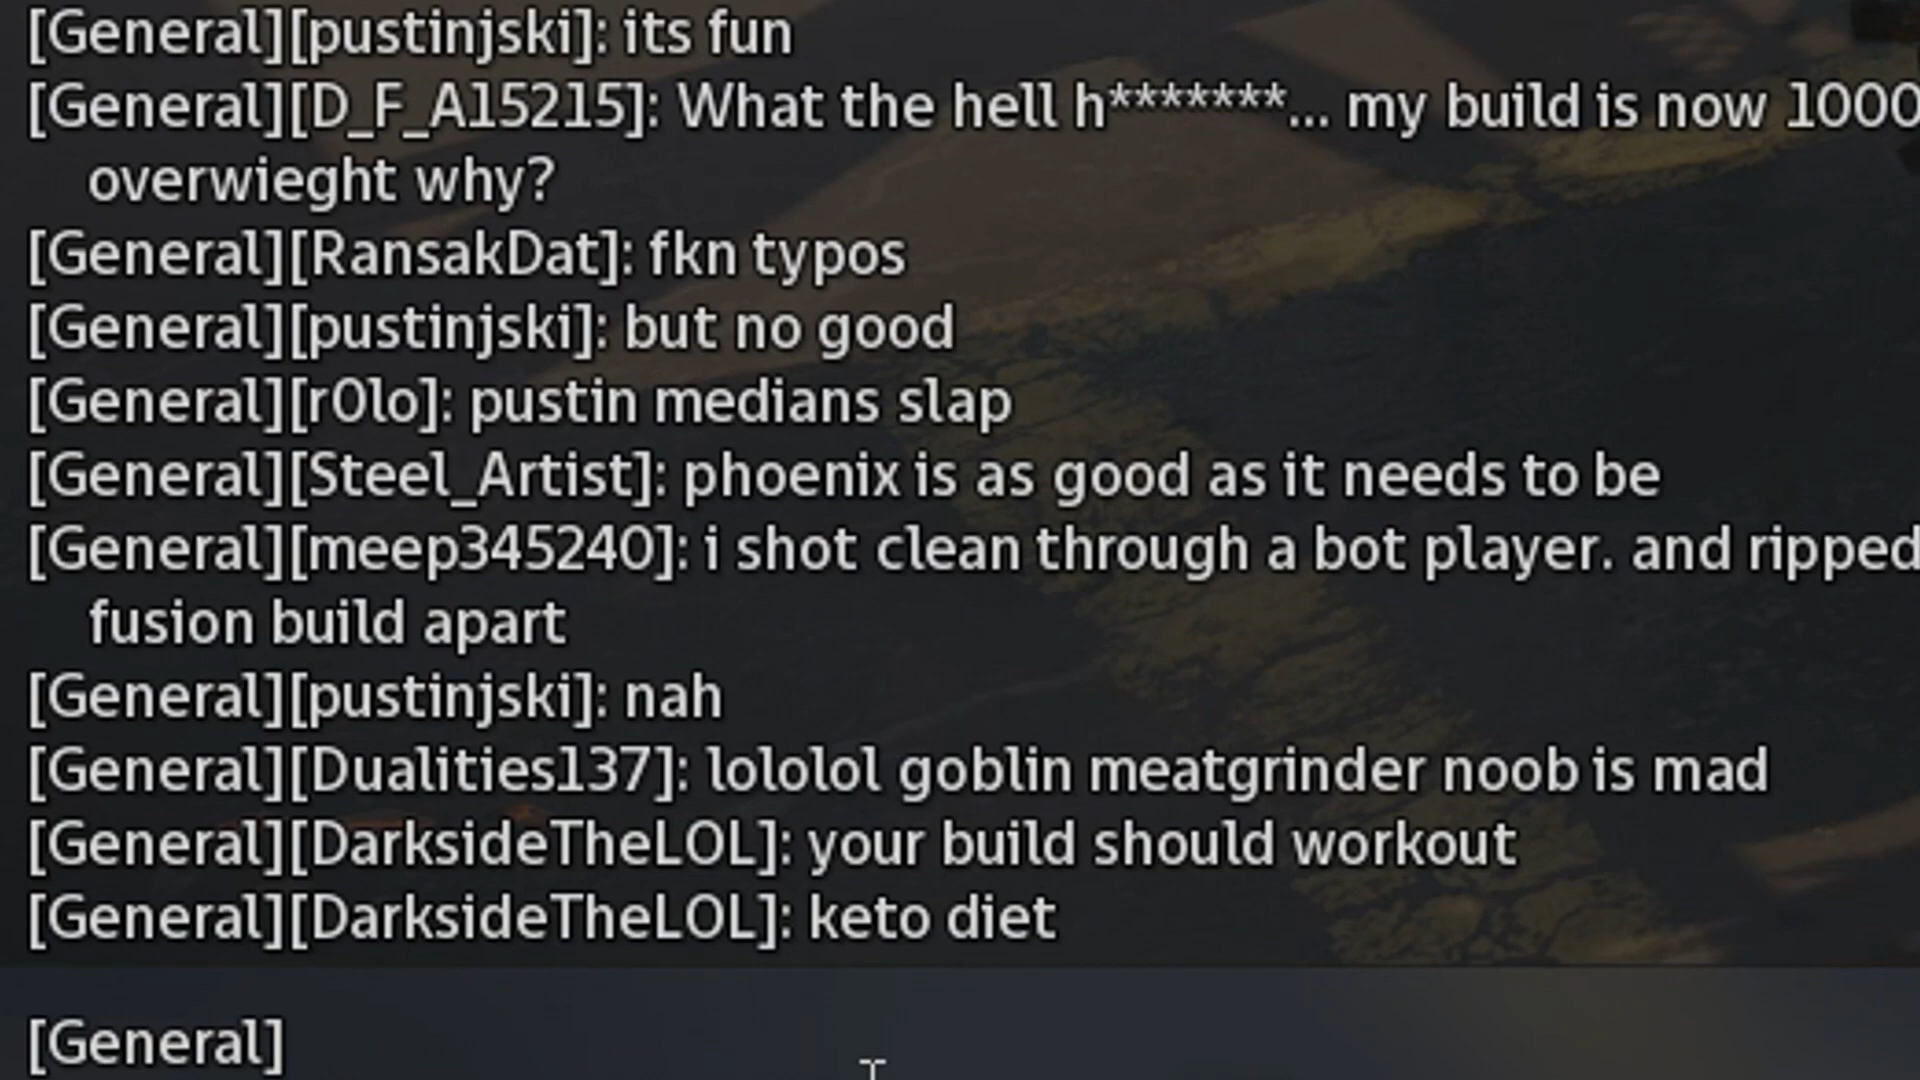 [General][pustinjski]: its fun
[General][D_F_A15215]: What the hell h*******... my build is now 1000
overwieght why?
[General][RansakDat]: fkn typos
[General][pustinjski]: but no good
[General][r0lo]: pustin medians slap
[General][Steel_Artist]: phoenix is as good as it needs to be
[General][meep345240]: i shot clean through a bot player. and ripped
fusion build apart
[General][pustinjski]: nah
[General][Dualities137]: lololol goblin meatgrinder noob is mad
[General][DarksideTheLOL]: your build should workout
[General][DarksideTheLOL]: keto diet
[General]